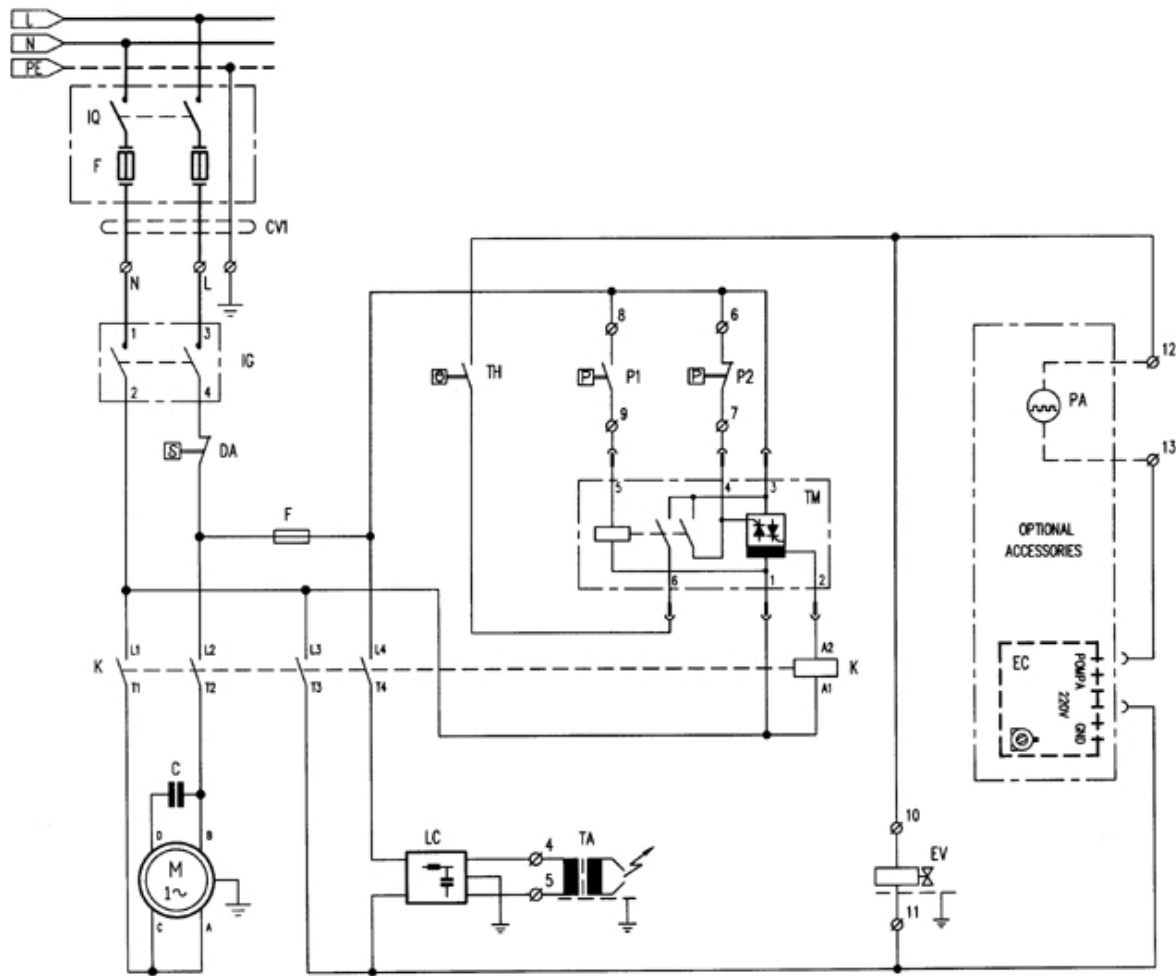 L
N
PE
IQ
F
CV1
N L
1 3
IG
2 4
S DA
F
TH
8 6
P P1 P P2
9 7
5 4 3 TM
6 1 2
12
PA
13
OPTIONAL
ACCESSORIES
K L1 L2 L3 L4 A2 K
T1 T2 T3 T4 A1
EC POMPA
220V
GND
C
D B
M
1~
C A
LC 4 TA
5
10
EV
11